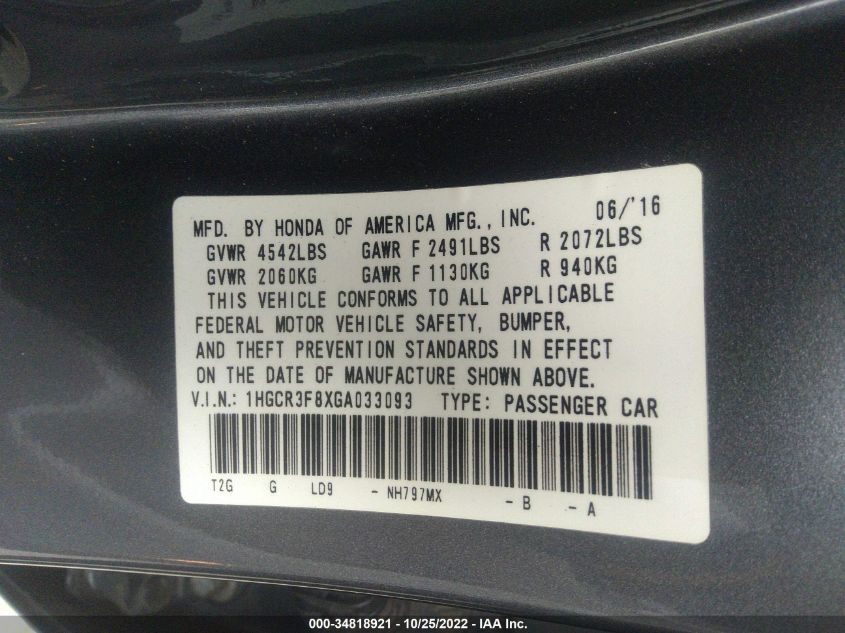 MFD. BY HONDA OF AMERICA MFG., INC. 06/'16
GVWR 4542LBS GAWR F 2491LBS R 2072LBS
GVWR 2060KG GAWR F 1130KG R 940KG
THIS VEHICLE CONFORMS TO ALL APPLICABLE
FEDERAL MOTOR VEHICLE SAFETY, BUMPER,
AND THEFT PREVENTION STANDARDS IN EFFECT
ON THE DATE OF MANUFACTURE SHOWN ABOVE.
V.I.N.: 1HGCR3F8XGA033093 TYPE: PASSENGER CAR
T2G G LD9 - NH797MX - B - A
000-34818921 - 10/25/2022 - IAA Inc.